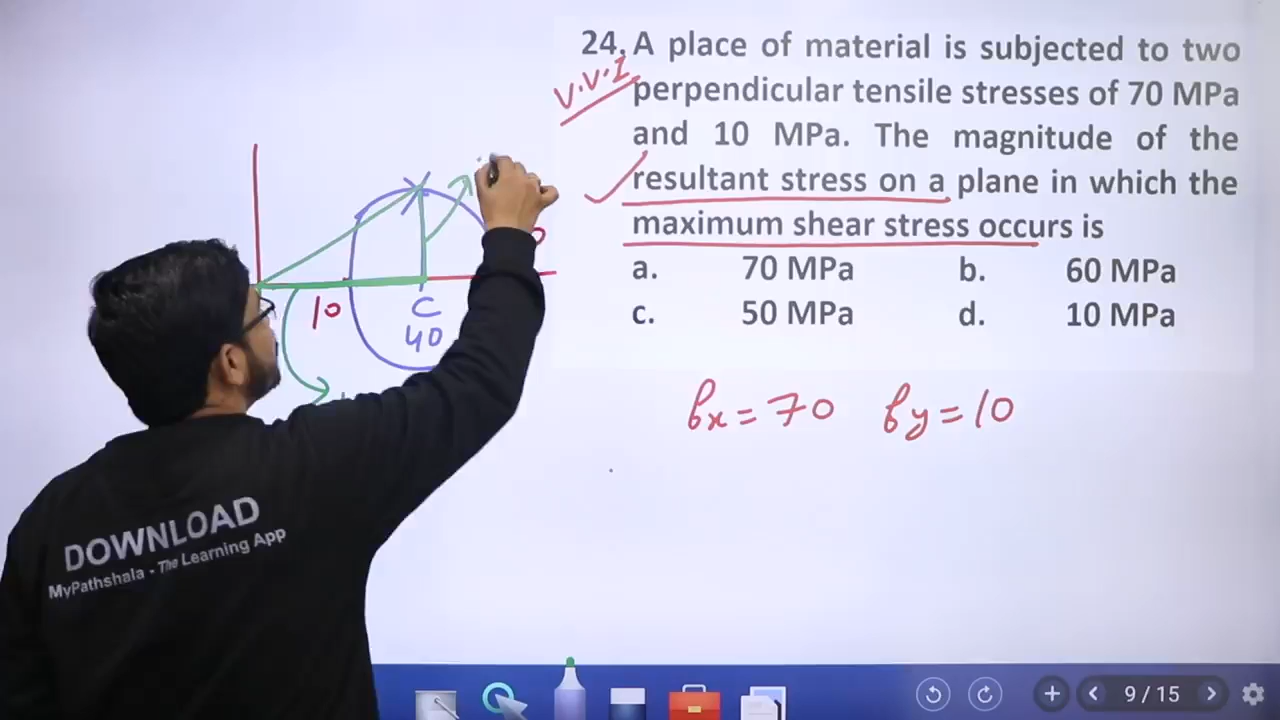 24. A place of material is subjected to two
perpendicular tensile stresses of 70 MPa
and 10 MPa. The magnitude of the
resultant stress on a plane in which the
maximum shear stress occurs is
a. 70 MPa b. 60 MPa
c. 50 MPa d. 10 MPa
V.V.I
10
C
40
6x = 70 6y = 10
DOWNLOAD
MyPathshala - The Learning App
9 / 15